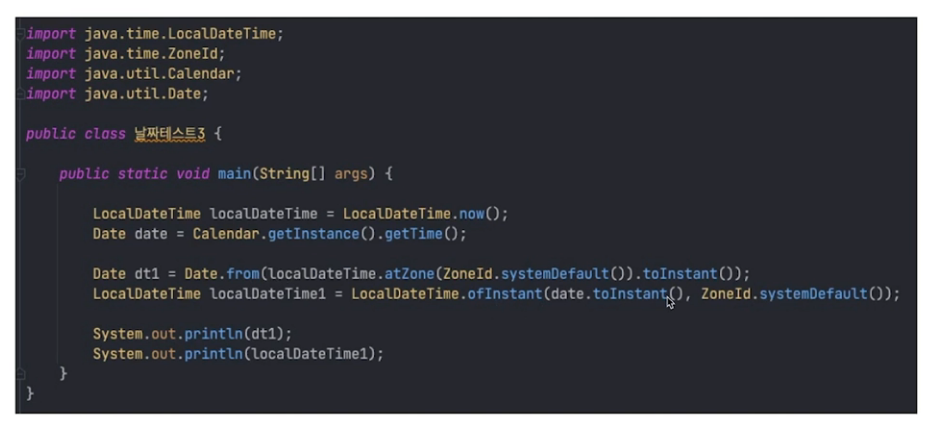 import java.time.LocalDateTime;
import java.time.ZoneId;
import java.util.Calendar;
import java.util.Date;
public class 날짜테스트3 {
public static void main(String[] args) {
LocalDateTime localDateTime = LocalDateTime.now();
Date date = Calendar.getInstance().getTime();
Date dt1 = Date.from(localDateTime.atZone(ZoneId.systemDefault()).toInstant());
LocalDateTime localDateTime1 = LocalDateTime.ofInstant(date.toInstant(), ZoneId.systemDefault());
System.out.println(dt1);
System.out.println(localDateTime1);
}
}